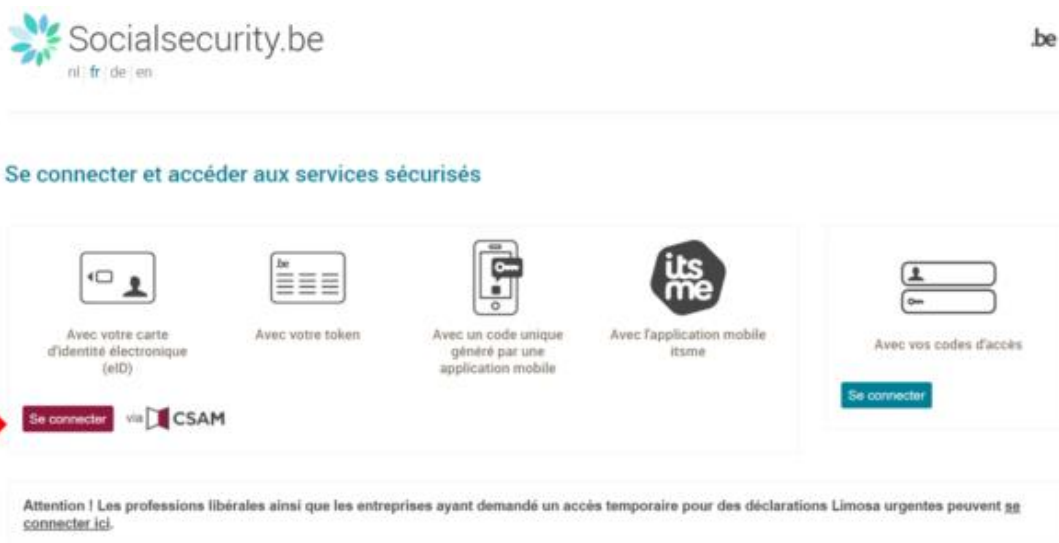 Socialsecurity.be
.be
nl | fr | de | en
Se connecter et accéder aux services sécurisés
.be
its
me
Avec votre carte
d'identité électronique
(eID)
Avec votre token
Avec un code unique
généré par une
application mobile
Avec l'application mobile
itsme
Avec vos codes d'accès
Se connecter
via CSAM
Se connecter
Attention ! Les professions libérales ainsi que les entreprises ayant demandé un accès temporaire pour des déclarations Limosa urgentes peuvent se
connecter ici.